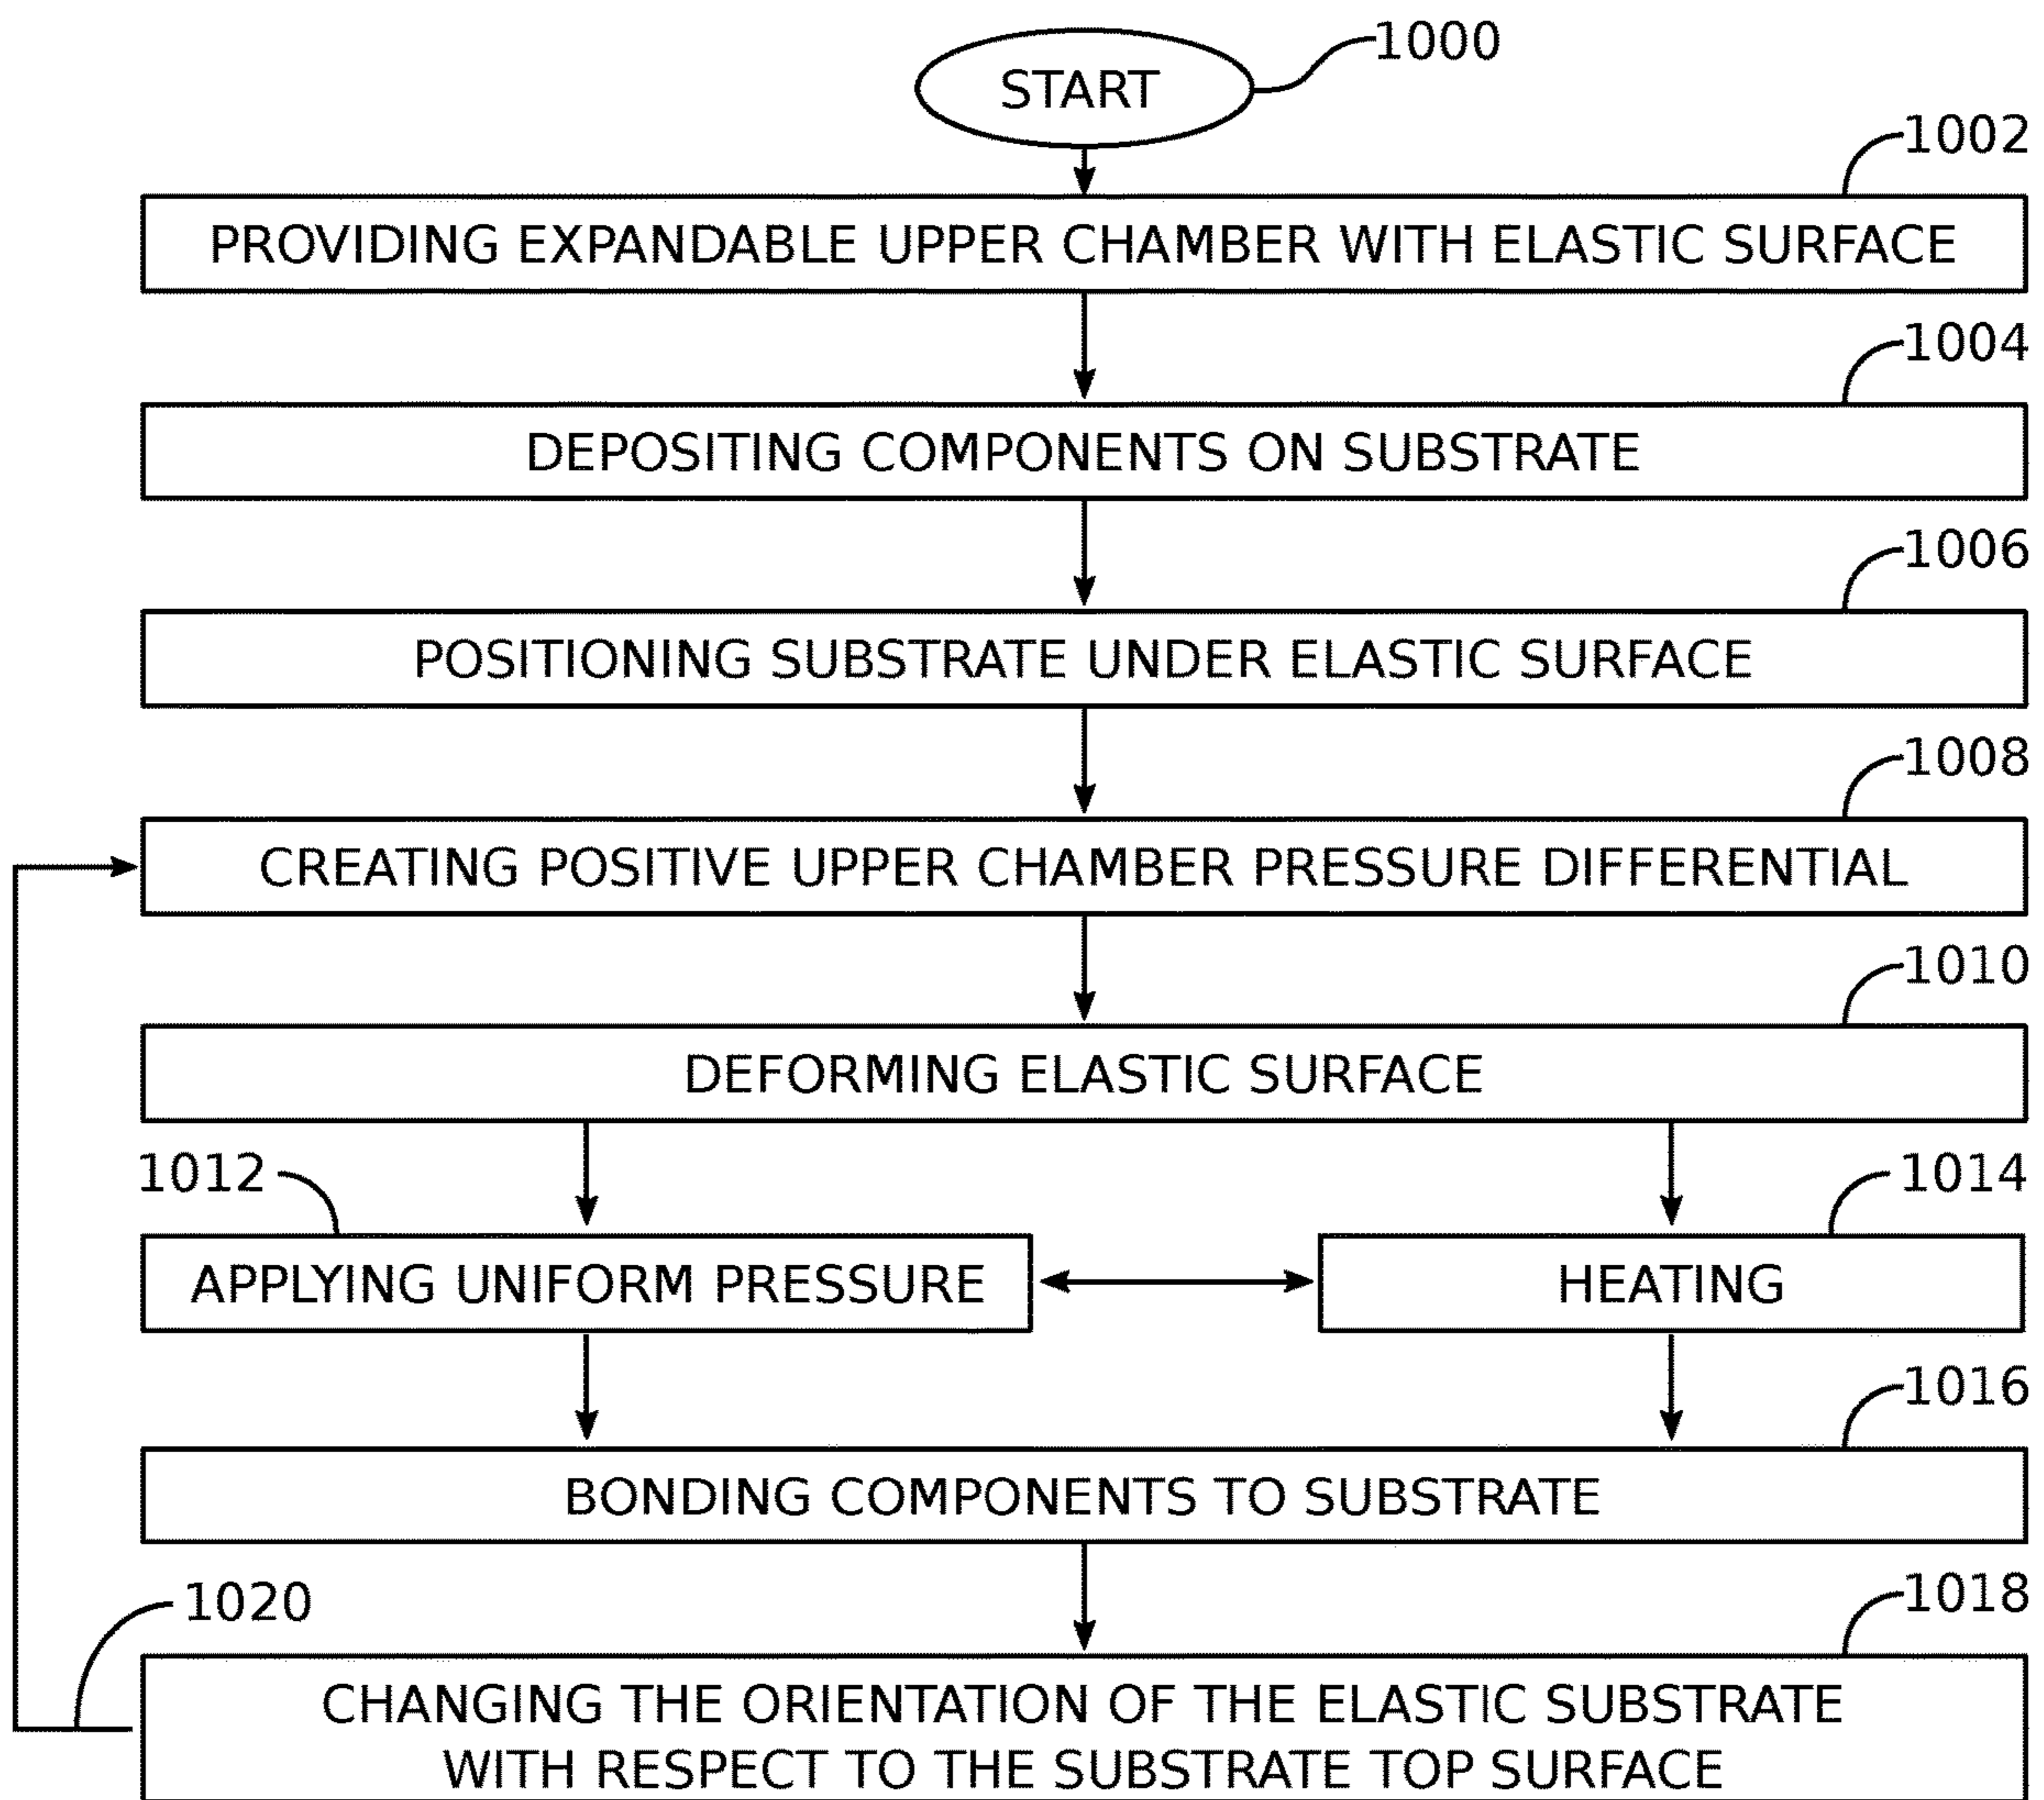 1000
START
1002
PROVIDING EXPANDABLE UPPER CHAMBER WITH ELASTIC SURFACE
1004
DEPOSITING COMPONENTS ON SUBSTRATE
1006
POSITIONING SUBSTRATE UNDER ELASTIC SURFACE
1008
CREATING POSITIVE UPPER CHAMBER PRESSURE DIFFERENTIAL
1010
DEFORMING ELASTIC SURFACE
1012
1014
APPLYING UNIFORM PRESSURE
HEATING
1016
BONDING COMPONENTS TO SUBSTRATE
1020
1018
CHANGING THE ORIENTATION OF THE ELASTIC SUBSTRATE
WITH RESPECT TO THE SUBSTRATE TOP SURFACE